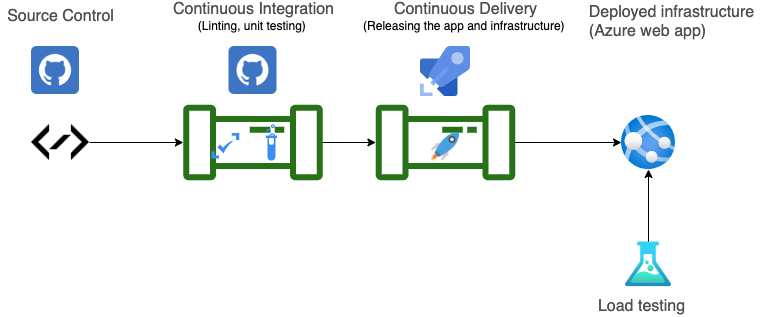 Source Control
Continuous Integration
(Linting, unit testing)
Continuous Delivery
(Releasing the app and infrastructure)
Deployed infrastructure
(Azure web app)
Load testing